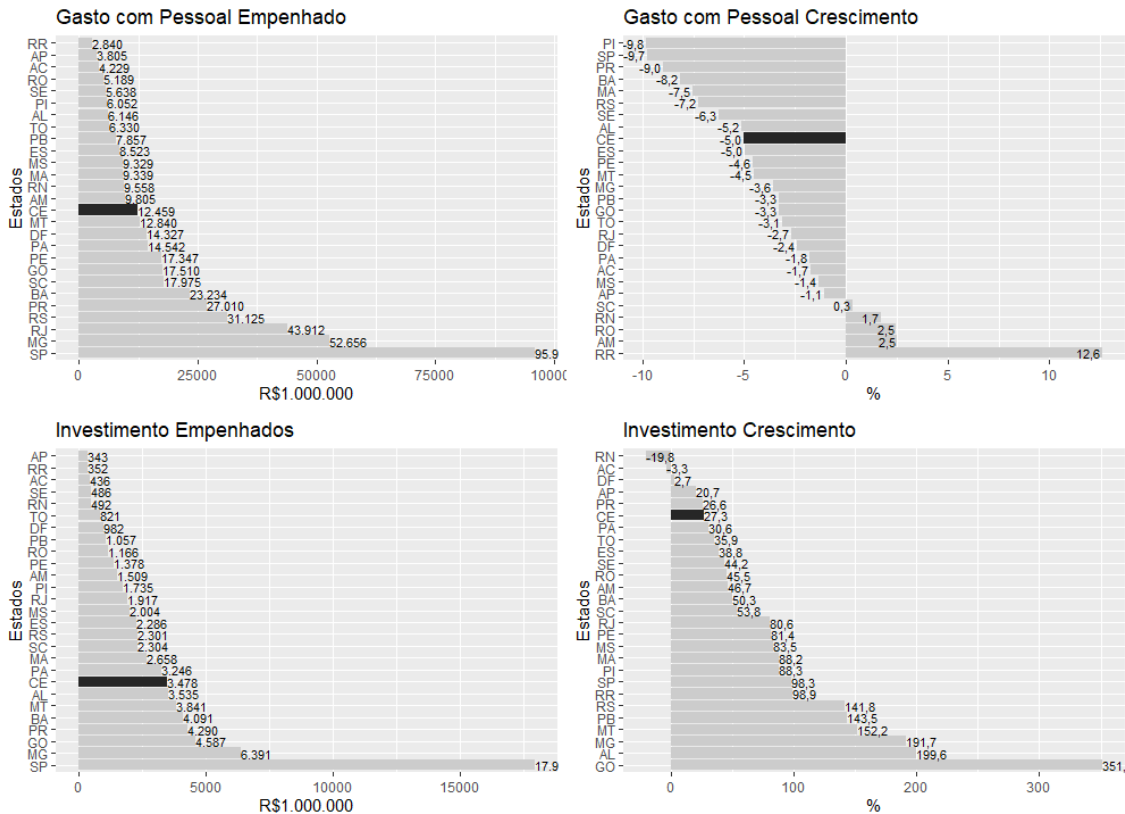 Gasto com Pessoal Empenhado
Estados
RR 2.840
AP 3.805
AC 4.229
RO 5.189
SE 5.638
PI 6.052
AL 6.146
TO 6.330
PB 7.857
ES 8.523
MS 9.329
MA 9.339
RN 9.558
AM 9.805
CE 12.459
MT 12.840
DF 14.327
PA 14.542
PE 17.347
GO 17.510
SC 17.975
BA 23.234
PR 27.010
RS 31.125
RJ 43.912
MG 52.656
SP 95.9
0 25000 50000 75000 10000
R$1.000.000
Gasto com Pessoal Crescimento
Estados
PI -9,8
SP -9,7
PR -9,0
BA -8,2
MA -7,5
RS -7,2
SE -6,3
AL -5,2
CE -5,0
ES -5,0
PE -4,6
MT -4,5
MG -3,6
PB -3,3
GO -3,3
TO -3,1
RJ -2,7
DF -2,4
PA -1,8
AC -1,7
MS -1,4
AP -1,1
SC 0,3
RN 1,7
RO 2,5
AM 2,5
RR 12,6
-10 -5 0 5 10
%
Investimento Empenhados
Estados
AP 343
RR 352
AC 436
SE 486
RN 492
TO 821
DF 982
PB 1.057
RO 1.166
PE 1.378
AM 1.509
PI 1.735
RJ 1.917
MS 2.004
ES 2.286
RS 2.301
SC 2.304
MA 2.658
PA 3.246
CE 3.478
AL 3.535
MT 3.841
BA 4.091
PR 4.290
GO 4.587
MG 6.391
SP 17.9
0 5000 10000 15000
R$1.000.000
Investimento Crescimento
Estados
RN -19,8
AC -3,3
DF 2,7
AP 20,7
PR 26,6
CE 27,3
PA 30,6
TO 35,9
ES 38,8
SE 44,2
RO 45,5
AM 46,7
BA 50,3
SC 53,8
RJ 80,6
PE 81,4
MS 83,5
MA 88,2
PI 88,3
SP 98,3
RR 98,9
RS 141,8
PB 143,5
MT 152,2
MG 191,7
AL 199,6
GO 351,
0 100 200 300
%